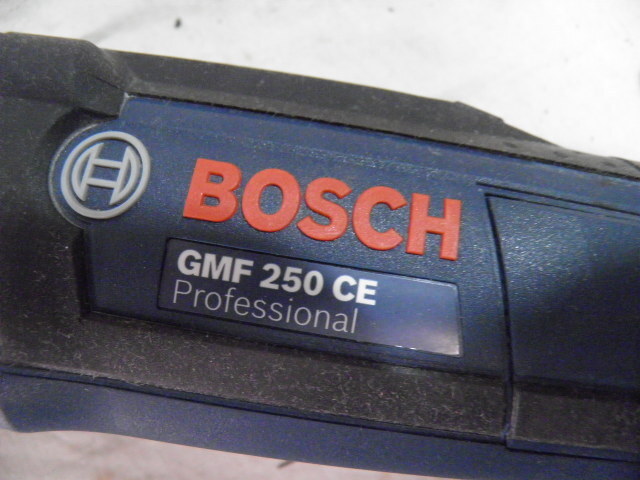 BOSCH
GMF 250 CE
Professional